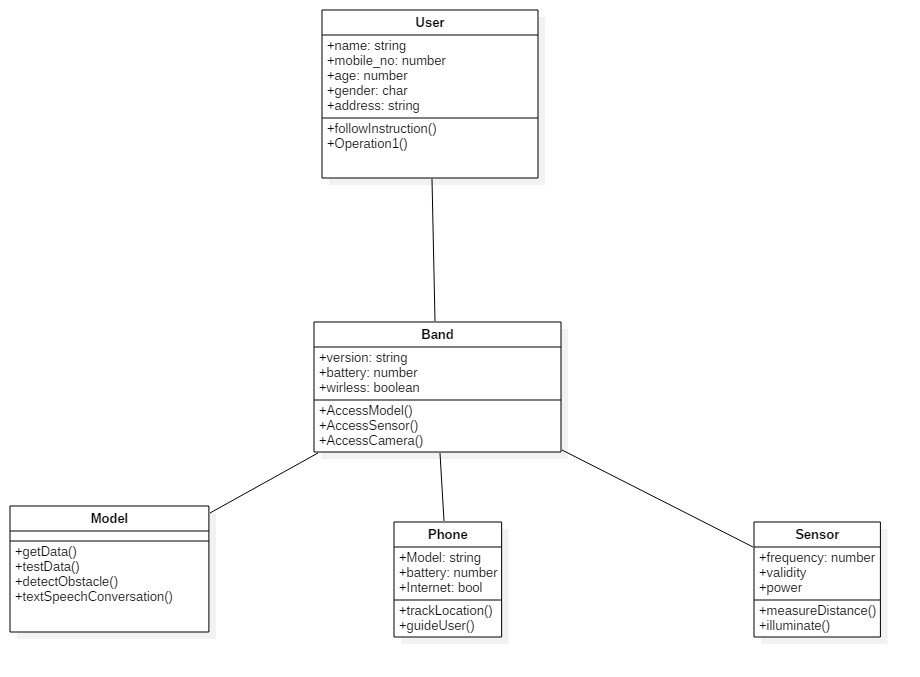 User
+name: string
+mobile_no: number
+age: number
+gender: char
+address: string
+followInstruction()
+Operation1()
Band
+version: string
+battery: number
+wirless: boolean
+AccessModel()
+AccessSensor()
+AccessCamera()
Model
+getData()
+testData()
+detectObstacle()
+textSpeechConversation()
Phone
+Model: string
+battery: number
+Internet: bool
+trackLocation()
+guideUser()
Sensor
+frequency: number
+validity
+power
+measureDistance()
+illuminate()